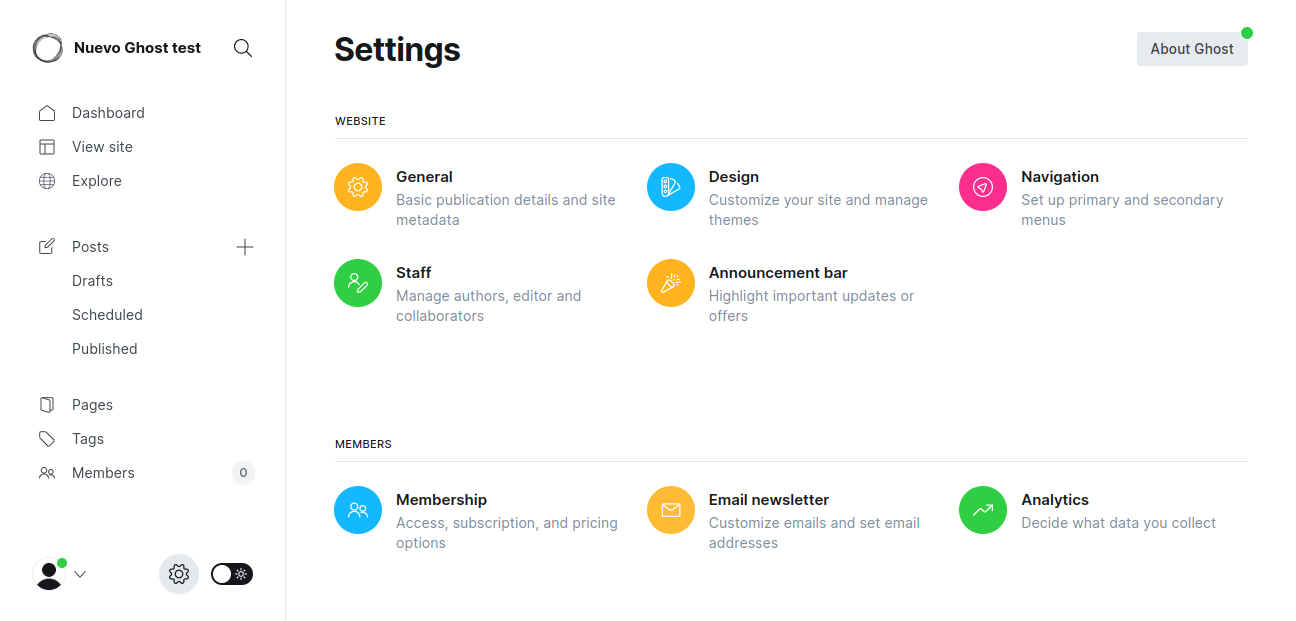 Nuevo Ghost test
Dashboard
View site
Explore
Posts
Drafts
Scheduled
Published
Pages
Tags
Members
0
Settings
About Ghost
WEBSITE
General
Basic publication details and site
metadata
Design
Customize your site and manage
themes
Navigation
Set up primary and secondary
menus
Staff
Manage authors, editor and
collaborators
Announcement bar
Highlight important updates or
offers
MEMBERS
Membership
Access, subscription, and pricing
options
Email newsletter
Customize emails and set email
addresses
Analytics
Decide what data you collect